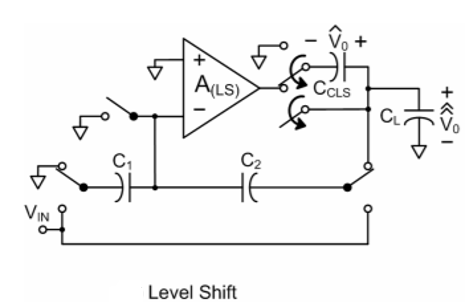 − V̂₀ +
+
A(LS)
−
CCLS
+
CL
V̂̂₀
−
C₁
C₂
VIN
Level Shift